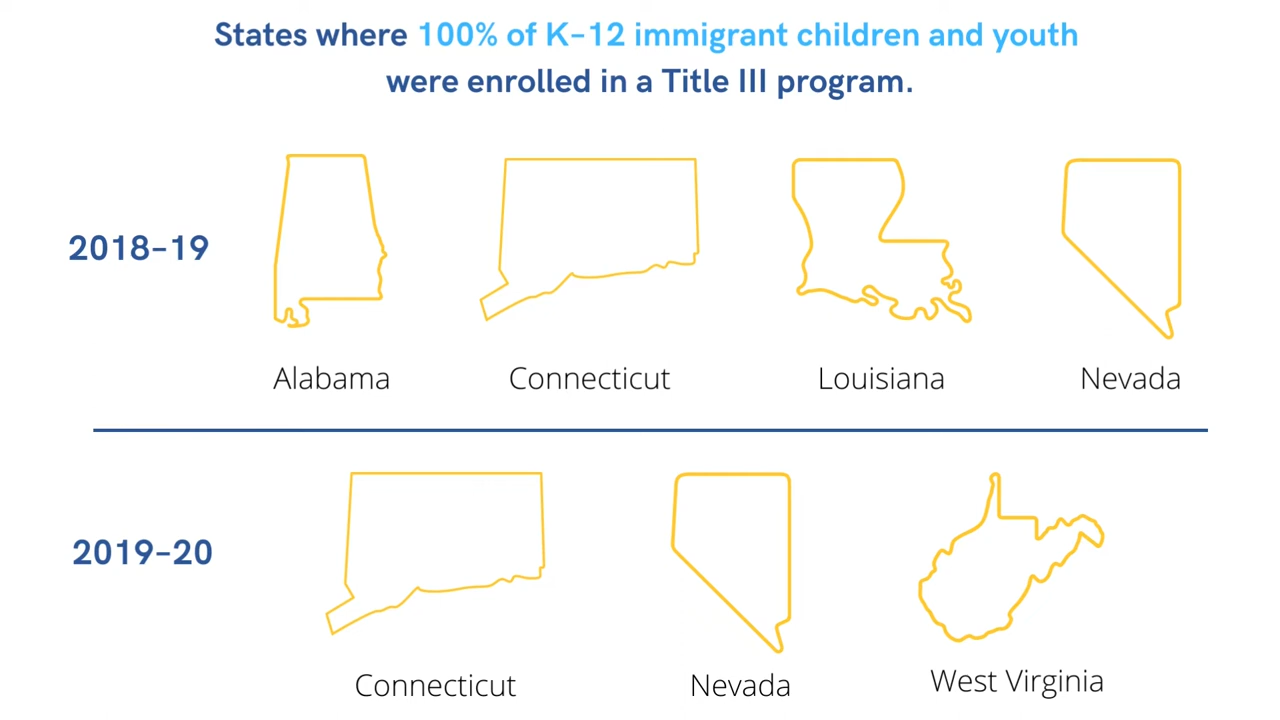 States where 100% of K–12 immigrant children and youth
were enrolled in a Title III program.
2018–19
Alabama
Connecticut
Louisiana
Nevada
2019–20
Connecticut
Nevada
West Virginia